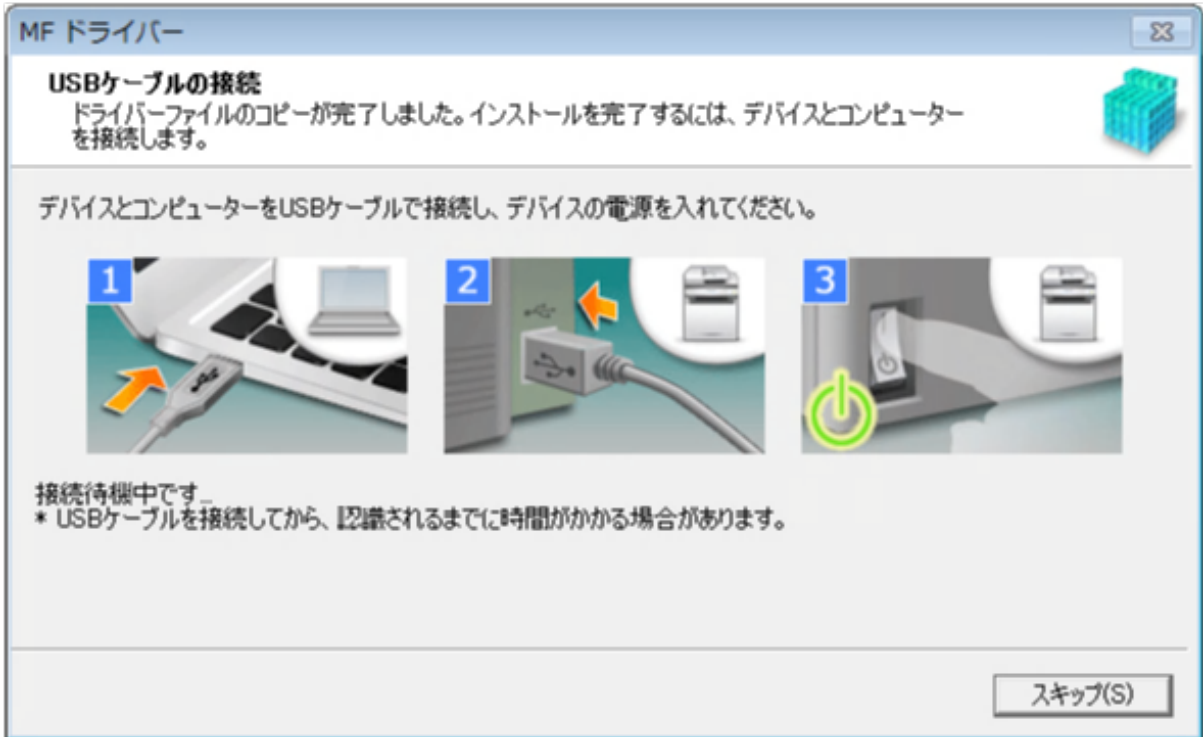 MF ドライバー
USBケーブルの接続
ドライバーファイルのコピーが完了しました。インストールを完了するには、デバイスとコンピューター
を接続します。
デバイスとコンピューターをUSBケーブルで接続し、デバイスの電源を入れてください。
1
2
3
接続待機中です...
* USBケーブルを接続してから、認識されるまでに時間がかかる場合があります。
スキップ(S)